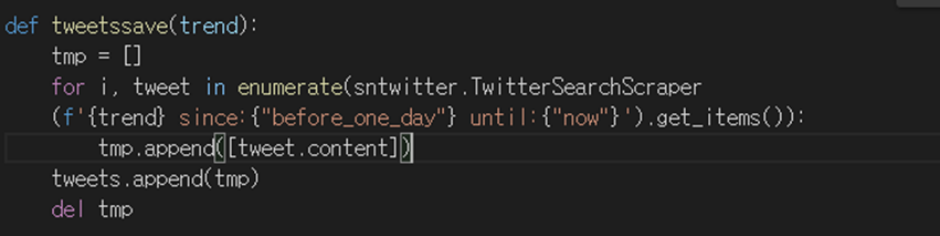 def tweetssave(trend):
    tmp = []
    for i, tweet in enumerate(sntwitter.TwitterSearchScraper
    (f'{trend} since:{"before_one_day"} until:{"now"}').get_items()):
        tmp.append([tweet.content])
    tweets.append(tmp)
    del tmp